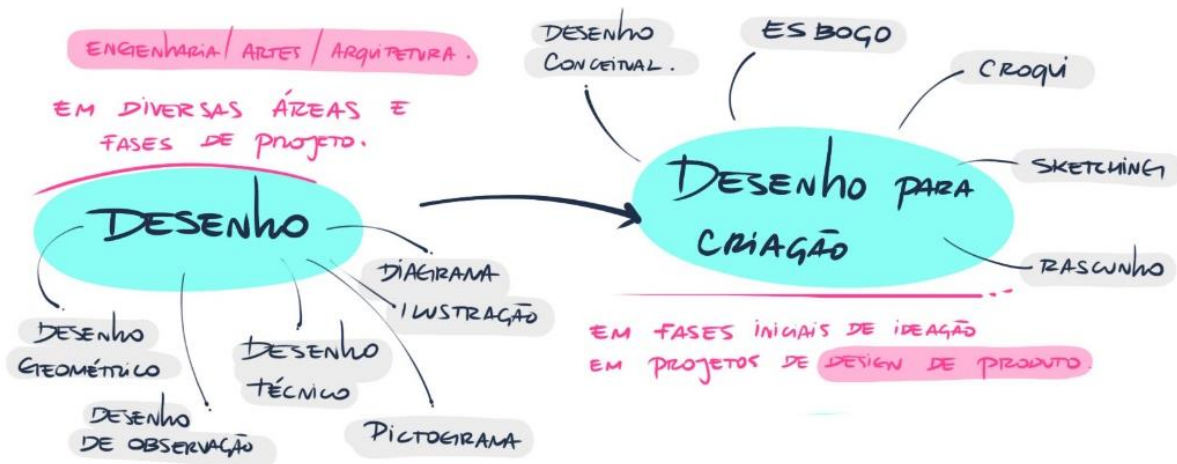 ENGENHARIA / ARTES / ARQUITETURA.
EM DIVERSAS ÁREAS E
FASES DE PROJETO.
DESENHO
DESENHO
GEOMÉTRICO
DESENHO
DE OBSERVAÇÃO
DESENHO
TÉCNICO
PICTOGRAMA
DIAGRAMA
ILUSTRAÇÃO
DESENHO
CONCEITUAL.
ESBOÇO
CROQUI
SKETCHING
RASCUNHO
DESENHO PARA
CRIAÇÃO
EM FASES INICIAIS DE IDEAÇÃO
EM PROJETOS DE DESIGN DE PRODUTO.